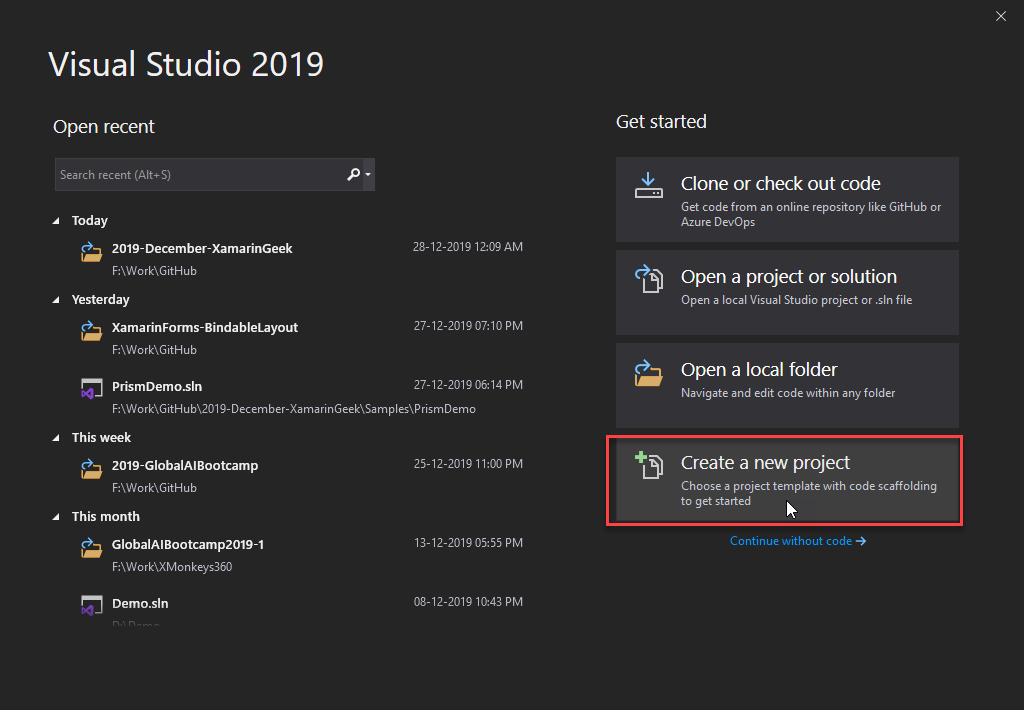 Visual Studio 2019
Open recent
Search recent (Alt+S)
Today
2019-December-XamarinGeek 28-12-2019 12:09 AM
F:\Work\GitHub
Yesterday
XamarinForms-BindableLayout 27-12-2019 07:10 PM
F:\Work\GitHub
PrismDemo.sln 27-12-2019 06:14 PM
F:\Work\GitHub\2019-December-XamarinGeek\Samples\PrismDemo
This week
2019-GlobalAIBootcamp 25-12-2019 11:00 PM
F:\Work\GitHub
This month
GlobalAIBootcamp2019-1 13-12-2019 05:55 PM
F:\Work\XMonkeys360
Demo.sln 08-12-2019 10:43 PM
D:\Demo
Get started
Clone or check out code
Get code from an online repository like GitHub or
Azure DevOps
Open a project or solution
Open a local Visual Studio project or .sln file
Open a local folder
Navigate and edit code within any folder
Create a new project
Choose a project template with code scaffolding
to get started
Continue without code →